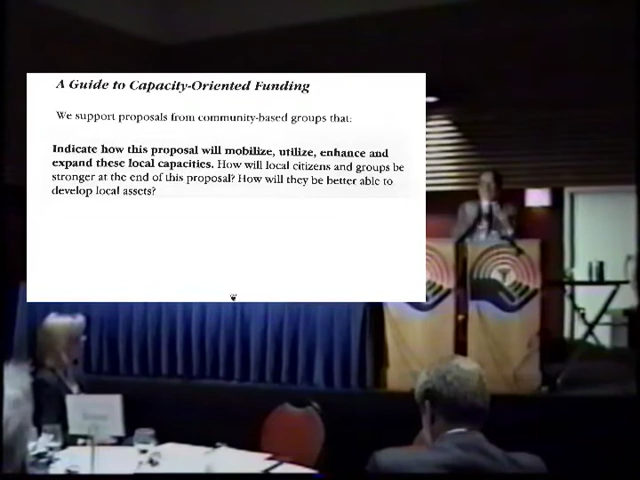 A Guide to Capacity-Oriented Funding
We support proposals from community-based groups that:
Indicate how this proposal will mobilize, utilize, enhance and
expand these local capacities. How will local citizens and groups be
stronger at the end of this proposal? How will they be better able to
develop local assets?